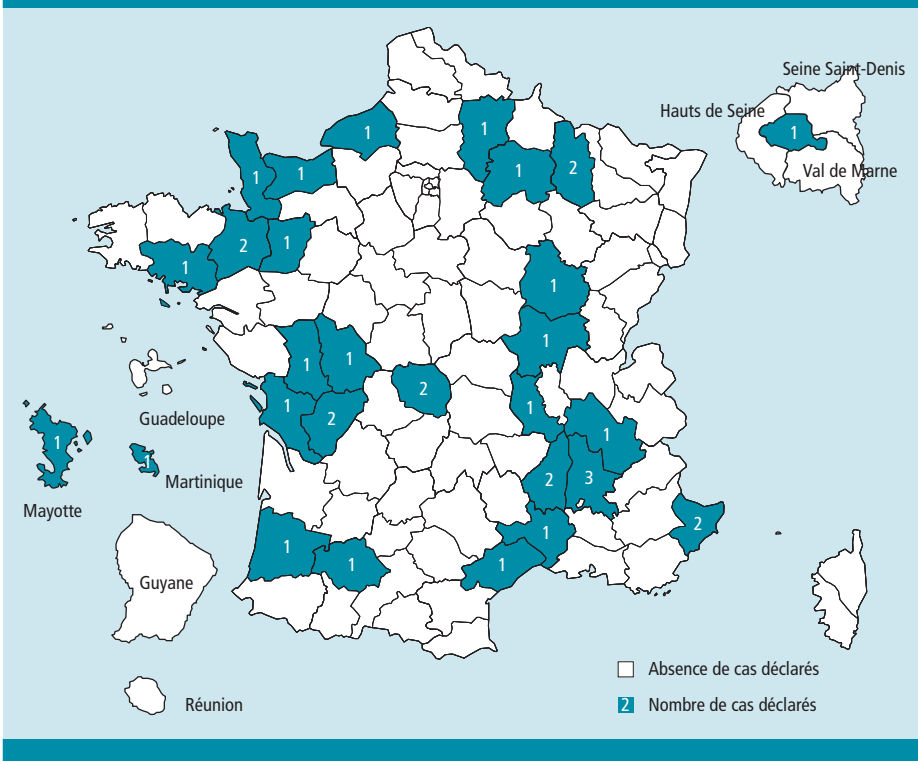 Seine Saint-Denis
Hauts de Seine
1
Val de Marne
1
1
1
2
1
1
2
1
1
1
1
1
1
2
1
2
1
1
2
3
2
1
1
1
1
Guadeloupe
1
Mayotte
1
Martinique
Guyane
Réunion
Absence de cas déclarés
2 Nombre de cas déclarés